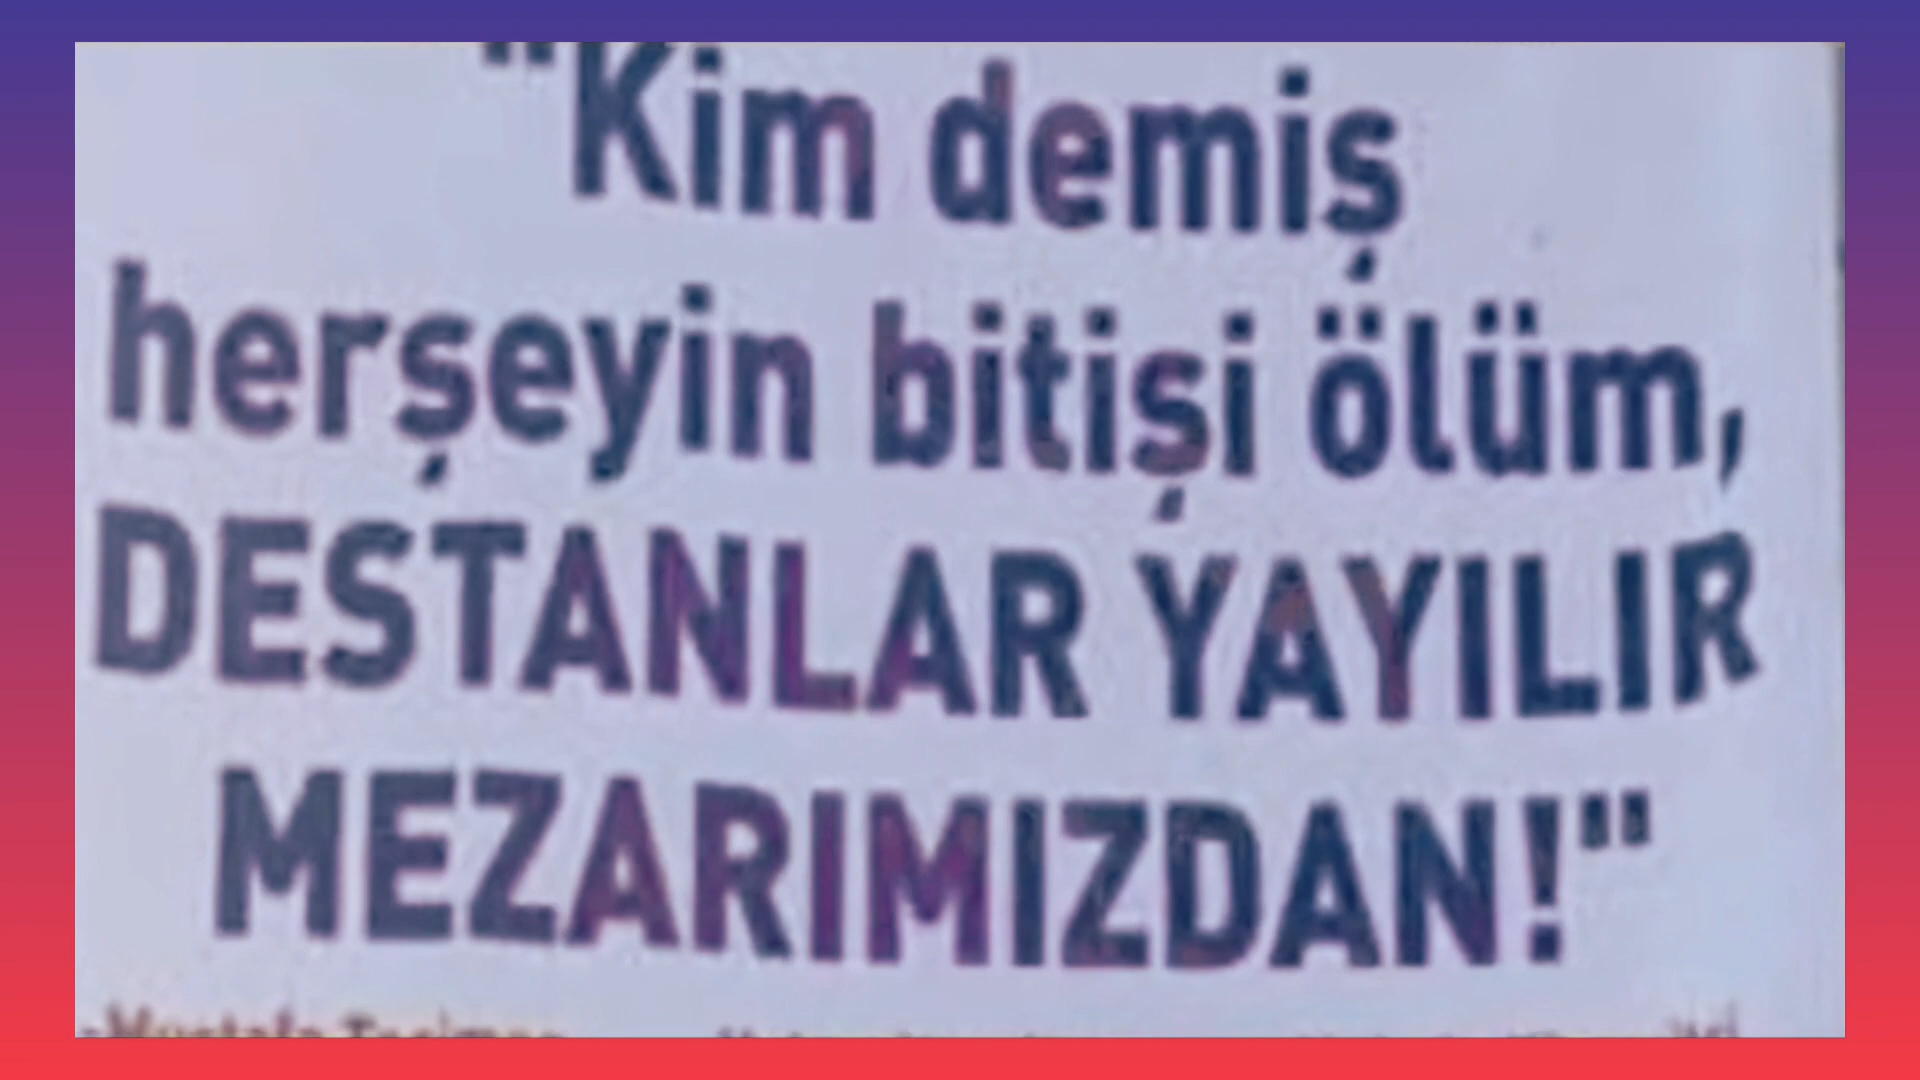 "Kim demiş
herşeyin bitişi ölüm,
DESTANLAR YAYILIR
MEZARIMIZDAN!"